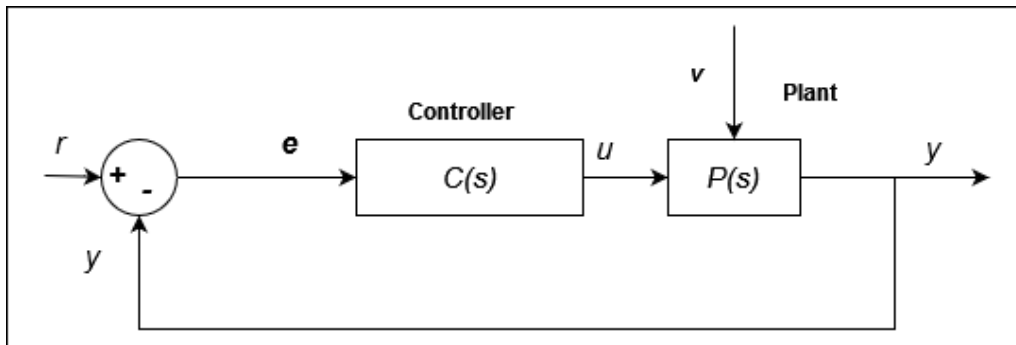 v
Plant
Controller
r
+
-
e
C(s)
u
P(s)
y
y